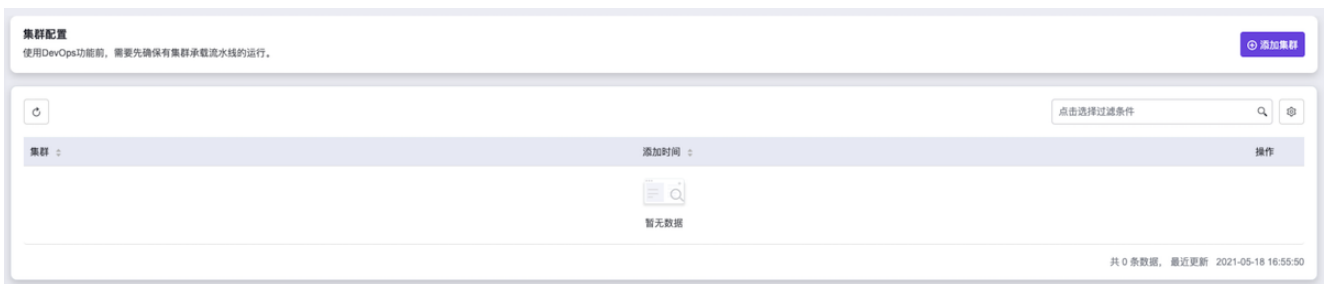 集群配置
使用DevOps功能前，需要先确保有集群承载流水线的运行。
添加集群
点击选择过滤条件
集群 添加时间 操作
暂无数据
共 0 条数据， 最近更新 2021-05-18 16:55:50